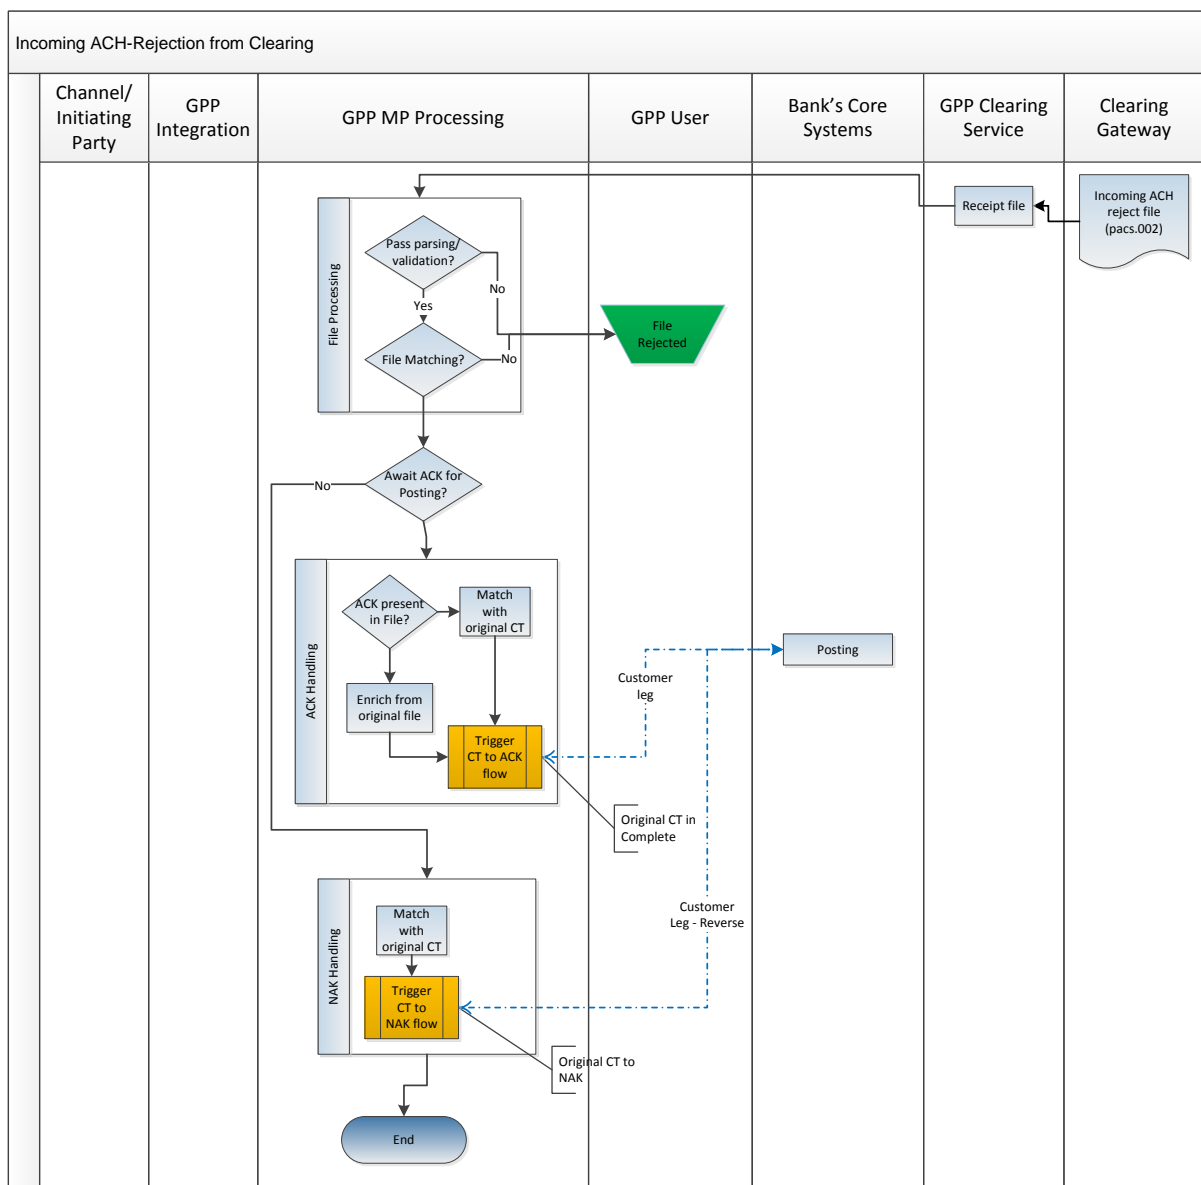 Incoming ACH-Rejection from Clearing
Channel/
Initiating
Party
GPP
Integration
GPP MP Processing
GPP User
Bank's Core
Systems
GPP Clearing
Service
Clearing
Gateway
Incoming ACH
reject file
(pacs.002)
Receipt file
File Processing
Pass parsing/
validation?
No
Yes
File Matching?
No
File
Rejected
Await ACK for
Posting?
No
ACK Handling
ACK present
in File?
Match
with
original CT
Enrich from
original file
Trigger
CT to ACK
flow
Customer
leg
Posting
Original CT in
Complete
NAK Handling
Match
with
original CT
Trigger
CT to
NAK flow
Customer
Leg - Reverse
Original CT to
NAK
End